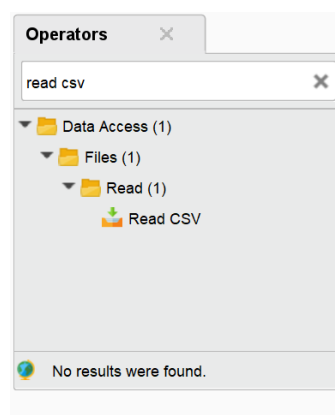 Operators
read csv
Data Access (1)
Files (1)
Read (1)
Read CSV
No results were found.